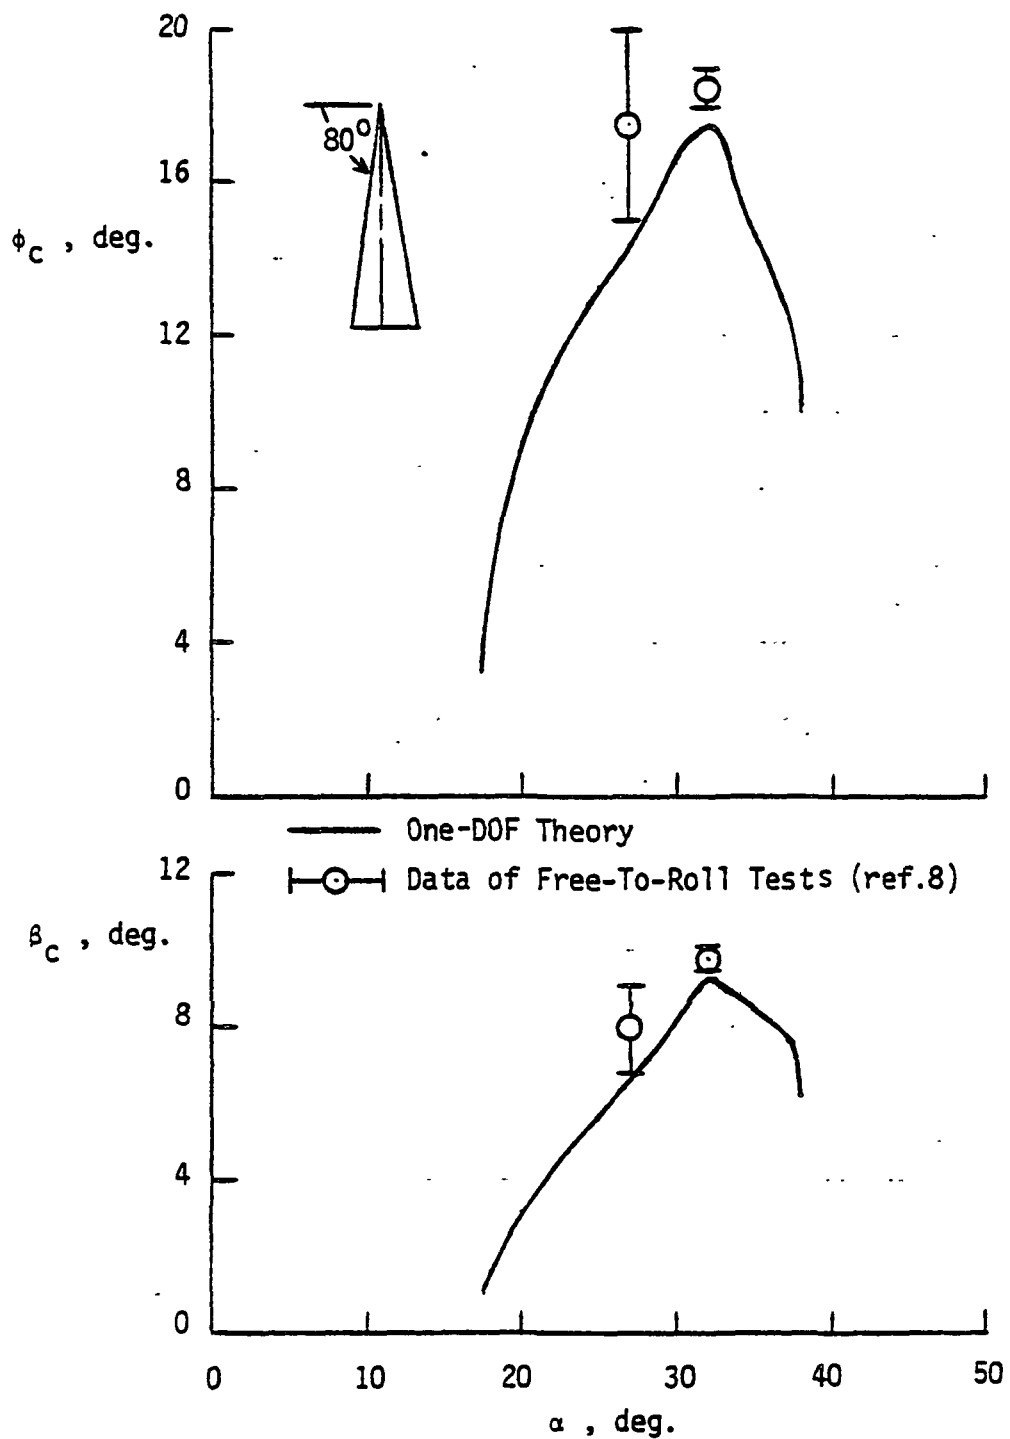 20
80°
16
ϕc , deg.
12
8
4
0
One-DOF Theory
Data of Free-To-Roll Tests (ref.8)
12
βc , deg.
8
4
0
0 10 20 30 40 50
α , deg.